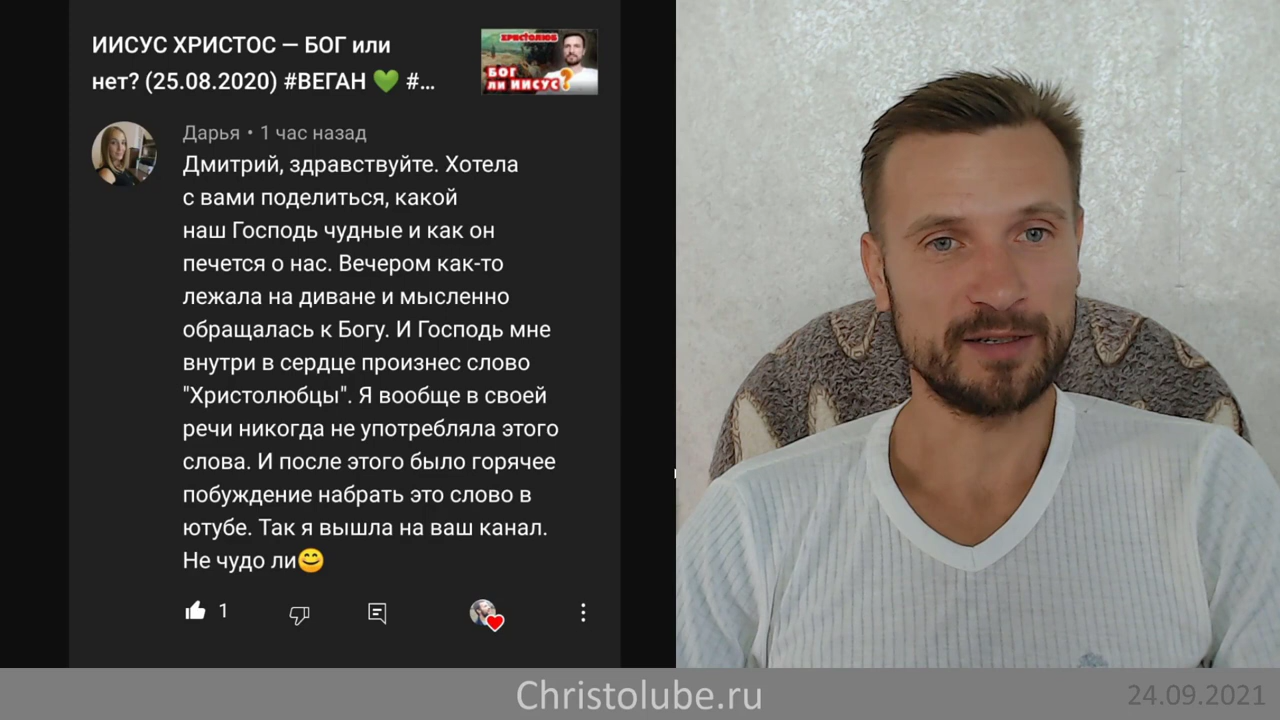 ИИСУС ХРИСТОС — БОГ или
нет? (25.08.2020) #ВЕГАН 💚 #...
ХРИСТОЛЮБ
БОГ
ЛИ ИИСУС?
Дарья • 1 час назад
Дмитрий, здравствуйте. Хотела
с вами поделиться, какой
наш Господь чудные и как он
печется о нас. Вечером как-то
лежала на диване и мысленно
обращалась к Богу. И Господь мне
внутри в сердце произнес слово
"Христолюбцы". Я вообще в своей
речи никогда не употребляла этого
слова. И после этого было горячее
побуждение набрать это слово в
ютубе. Так я вышла на ваш канал.
Не чудо ли😊
1
Christolube.ru
24.09.2021